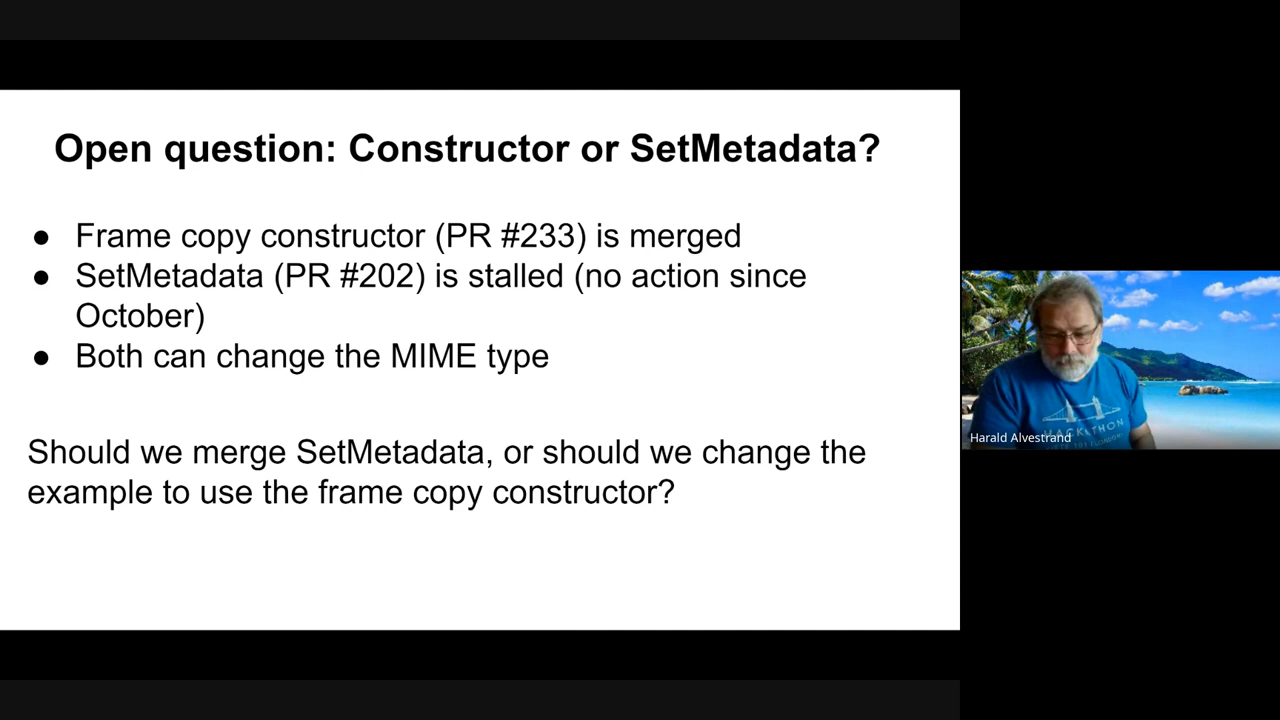 Open question: Constructor or SetMetadata?
● Frame copy constructor (PR #233) is merged
● SetMetadata (PR #202) is stalled (no action since
October)
● Both can change the MIME type
Should we merge SetMetadata, or should we change the
example to use the frame copy constructor?
HACKATHON
Harald Alvestrand